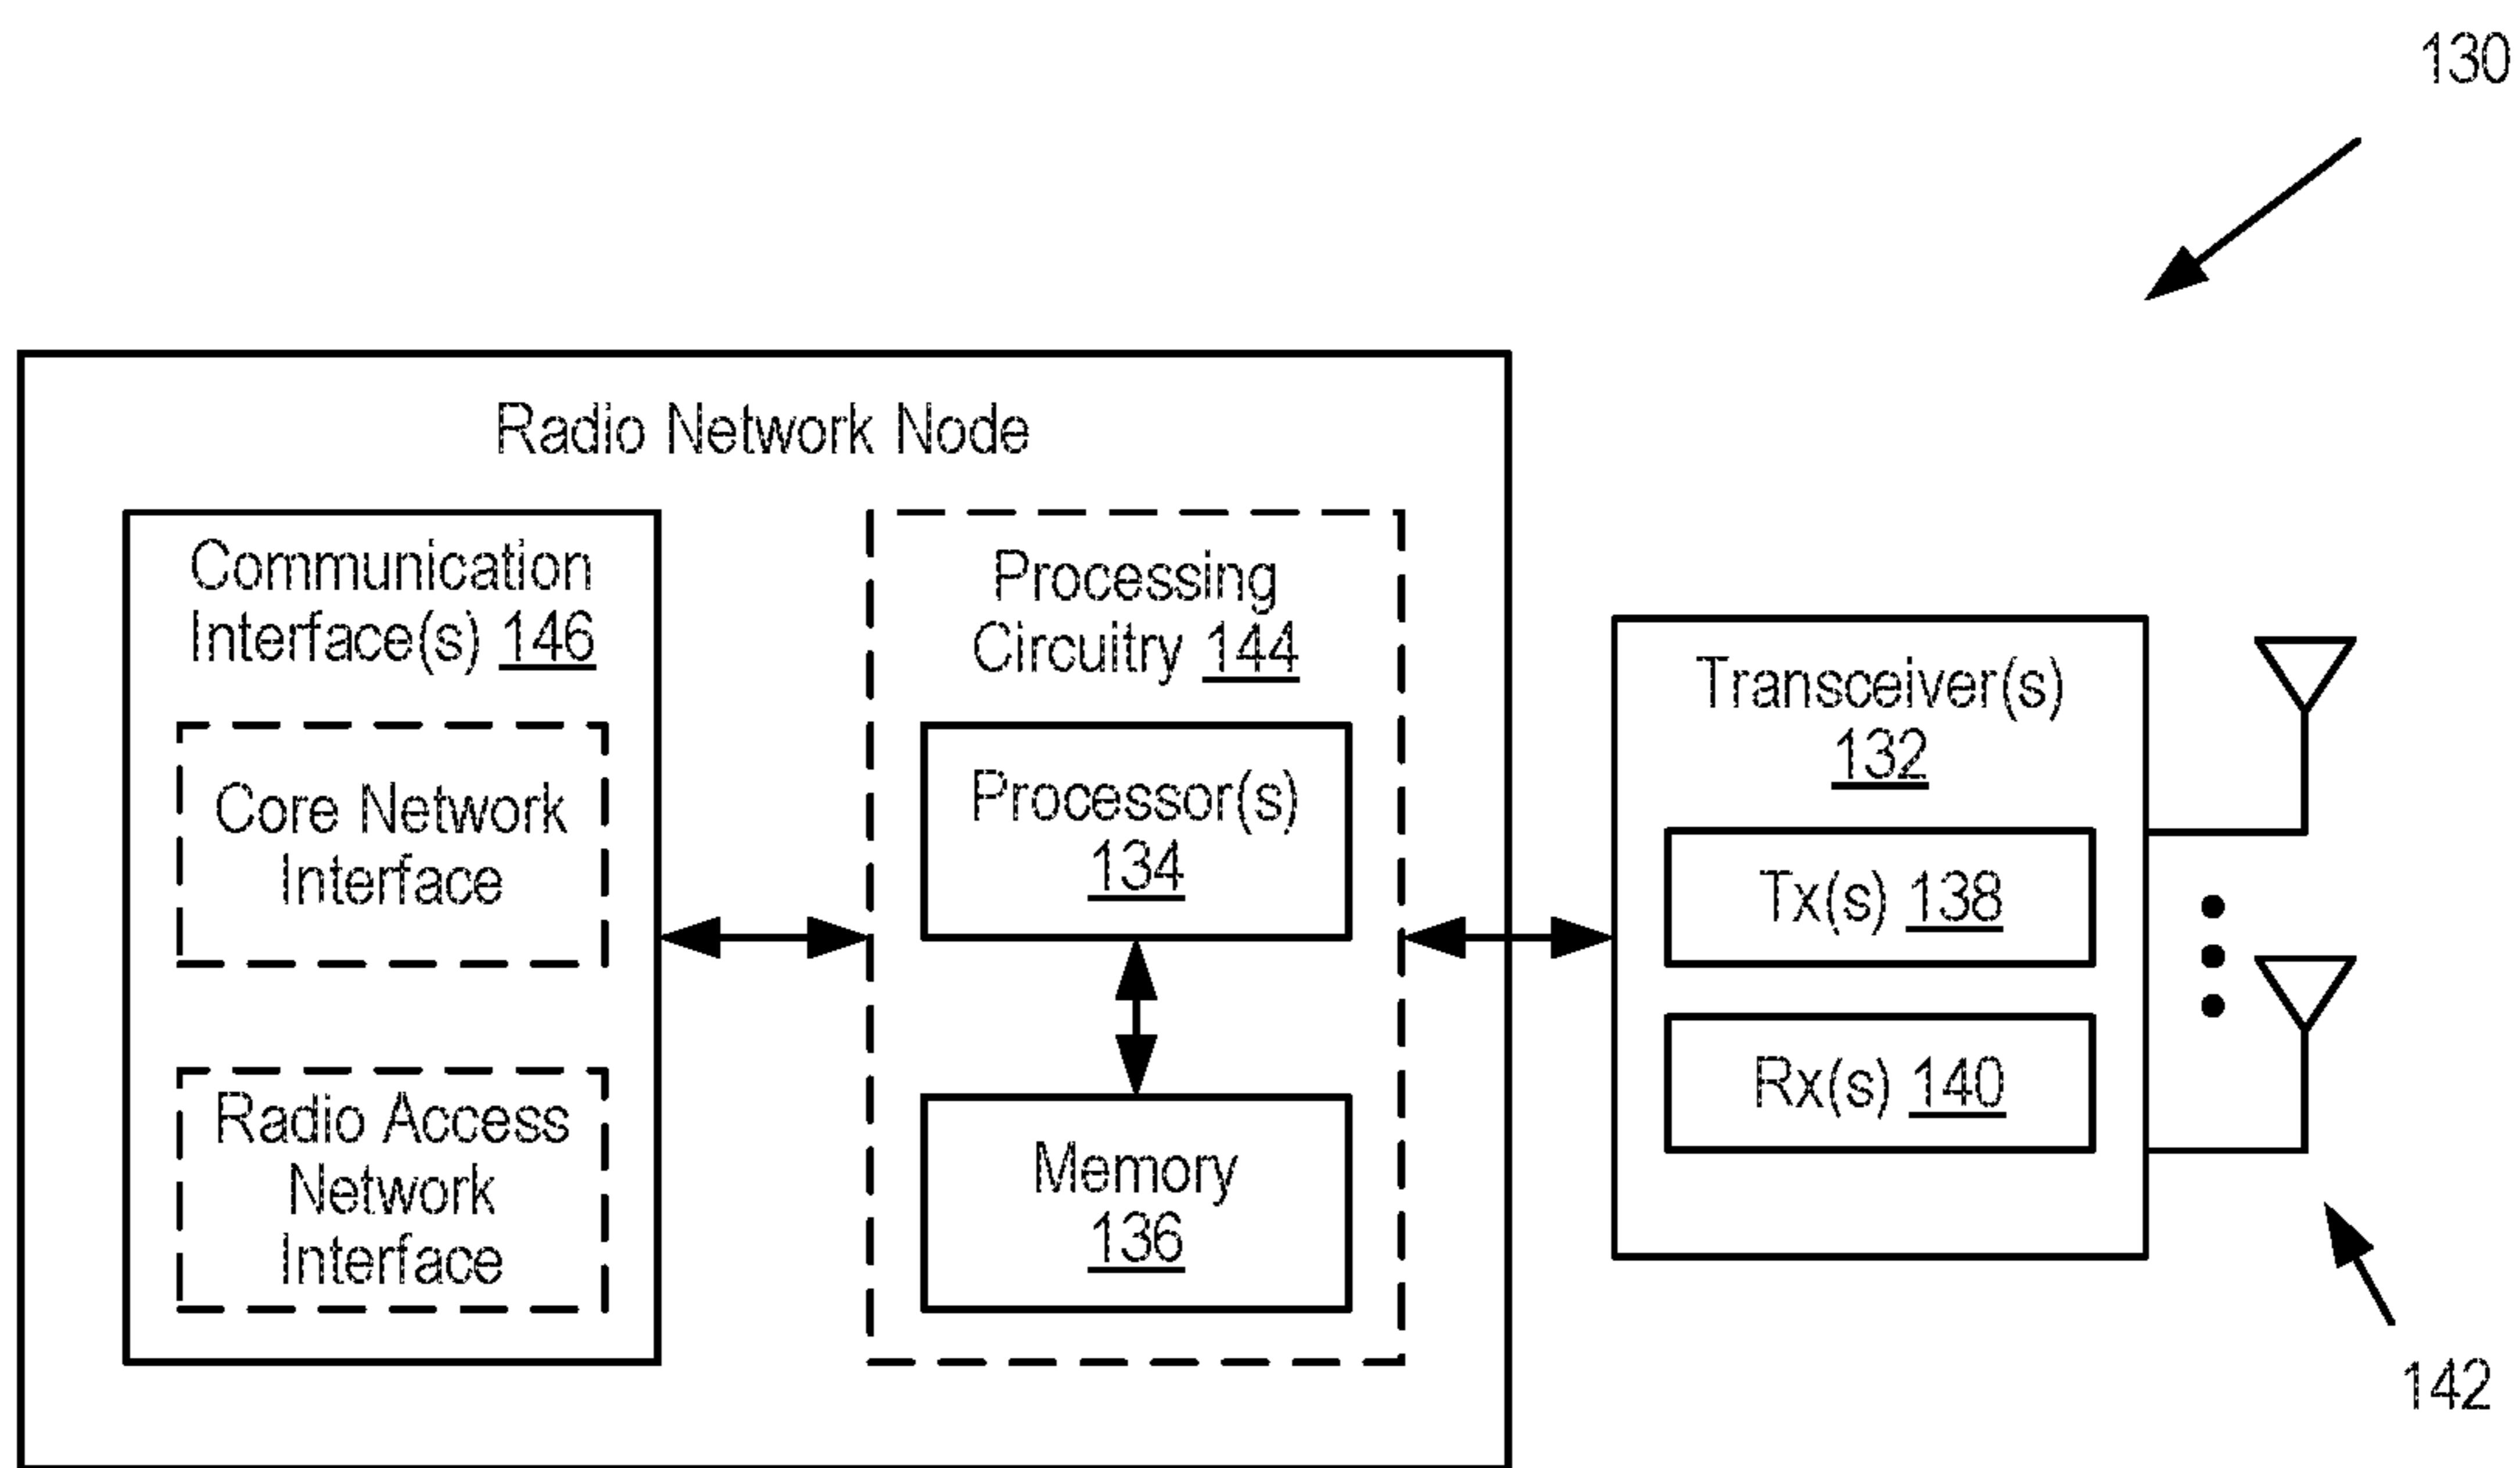 130
Radio Network Node
Communication
Interface(s) 146
Core Network
Interface
Radio Access
Network
Interface
Processing
Circuitry 144
Processor(s)
134
Memory
136
Transceiver(s)
132
Tx(s) 138
Rx(s) 140
142